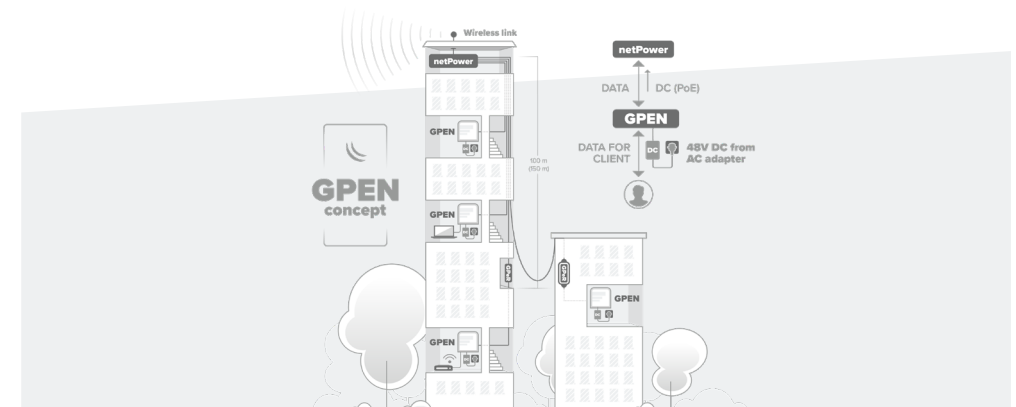 Wireless link
netPower
GPEN
GPEN
concept
100 m
(150 m)
GPEN
GPEN
GPEN
netPower
DATA
DC (PoE)
GPEN
DATA FOR
CLIENT
DC
48V DC from
AC adapter
GPEN